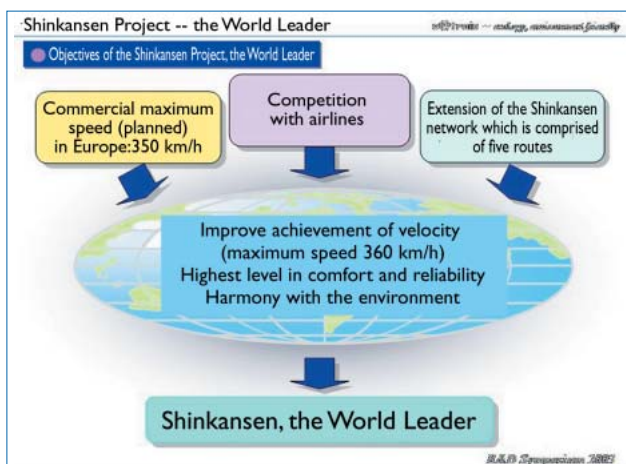 Shinkansen Project -- the World Leader
Objectives of the Shinkansen Project, the World Leader
Commercial maximum
speed (planned)
in Europe:350 km/h
Competition
with airlines
Extension of the Shinkansen
network which is comprised
of five routes
Improve achievement of velocity
(maximum speed 360 km/h)
Highest level in comfort and reliability
Harmony with the environment
Shinkansen, the World Leader
R&D Symposium 2003